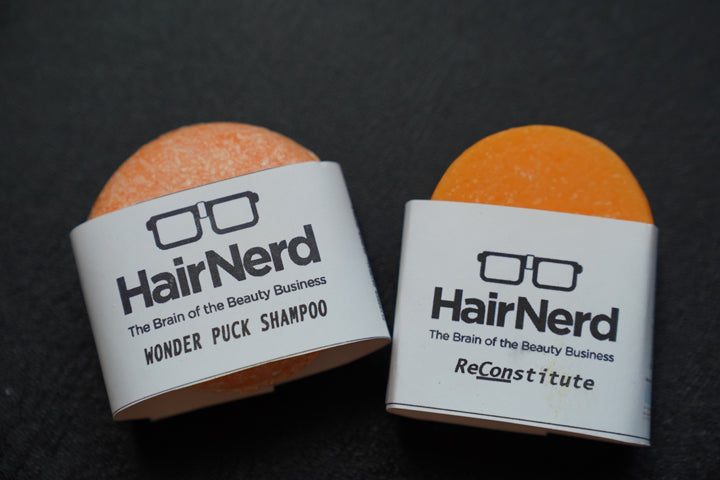 HairNerd
The Brain of the Beauty Business
WONDER PUCK SHAMPOO
HairNerd
The Brain of the Beauty Business
ReConstitute